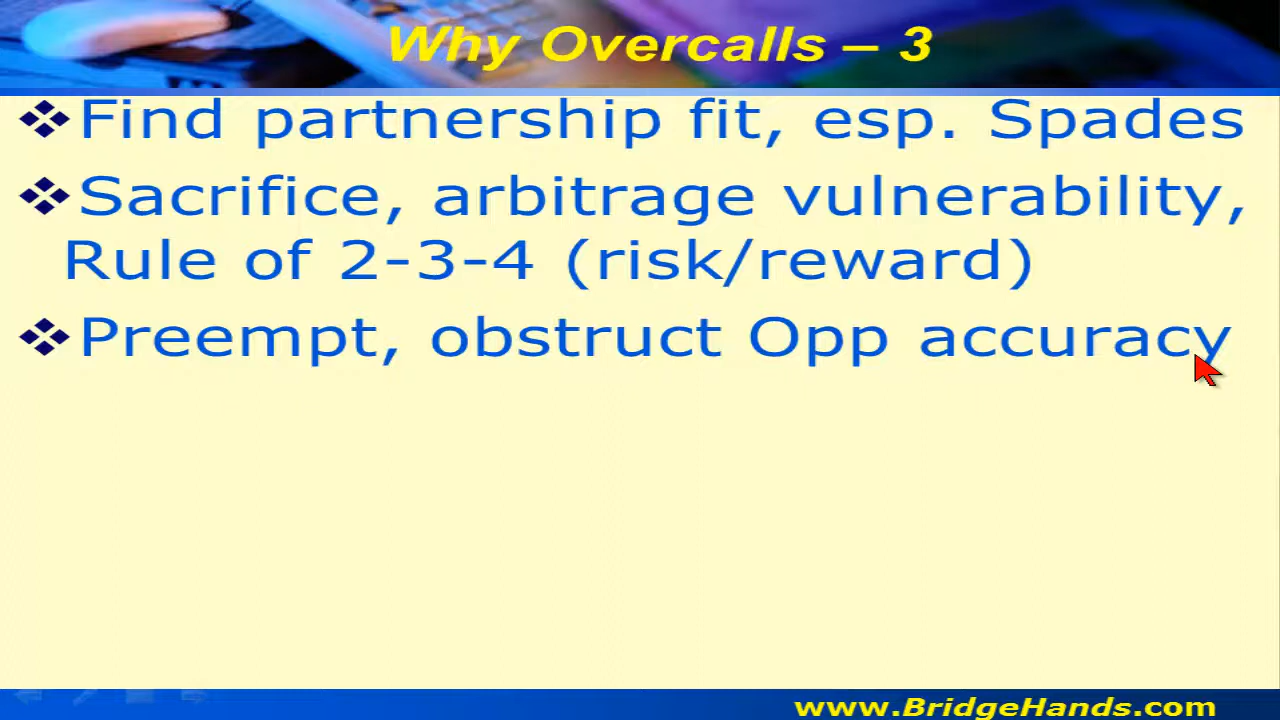 Why Overcalls – 3
Find partnership fit, esp. Spades
Sacrifice, arbitrage vulnerability,
Rule of 2-3-4 (risk/reward)
Preempt, obstruct Opp accuracy
www.BridgeHands.com